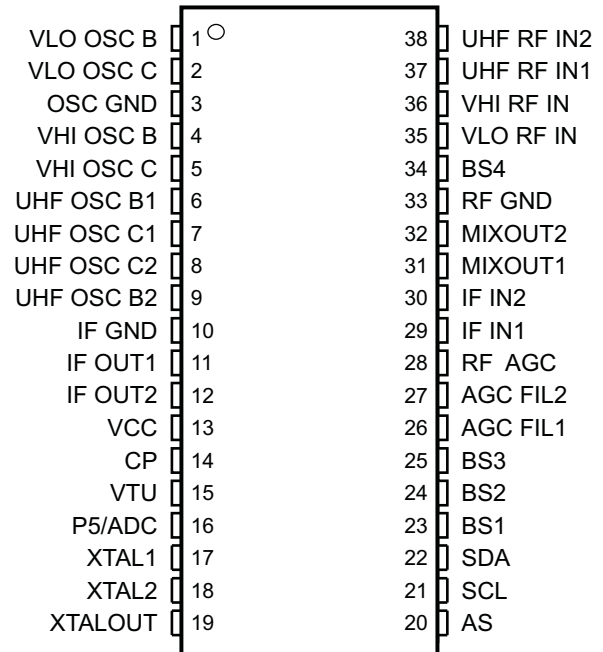 VLO OSC B 1 38 UHF RF IN2
VLO OSC C 2 37 UHF RF IN1
OSC GND 3 36 VHI RF IN
VHI OSC B 4 35 VLO RF IN
VHI OSC C 5 34 BS4
UHF OSC B1 6 33 RF GND
UHF OSC C1 7 32 MIXOUT2
UHF OSC C2 8 31 MIXOUT1
UHF OSC B2 9 30 IF IN2
IF GND 10 29 IF IN1
IF OUT1 11 28 RF AGC
IF OUT2 12 27 AGC FIL2
VCC 13 26 AGC FIL1
CP 14 25 BS3
VTU 15 24 BS2
P5/ADC 16 23 BS1
XTAL1 17 22 SDA
XTAL2 18 21 SCL
XTALOUT 19 20 AS